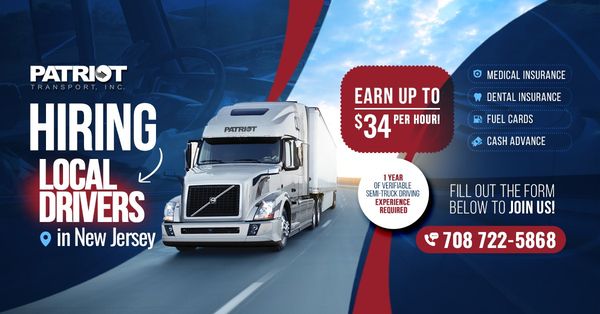 PATRIOT
TRANSPORT, INC.
HIRING
LOCAL
DRIVERS
in New Jersey
PATRIOT
EARN UP TO
$34 PER HOUR!
1 YEAR
OF VERIFIABLE
SEMI-TRUCK DRIVING
EXPERIENCE
REQUIRED
MEDICAL INSURANCE
DENTAL INSURANCE
FUEL CARDS
CASH ADVANCE
FILL OUT THE FORM
BELOW TO JOIN US!
708 722-5868